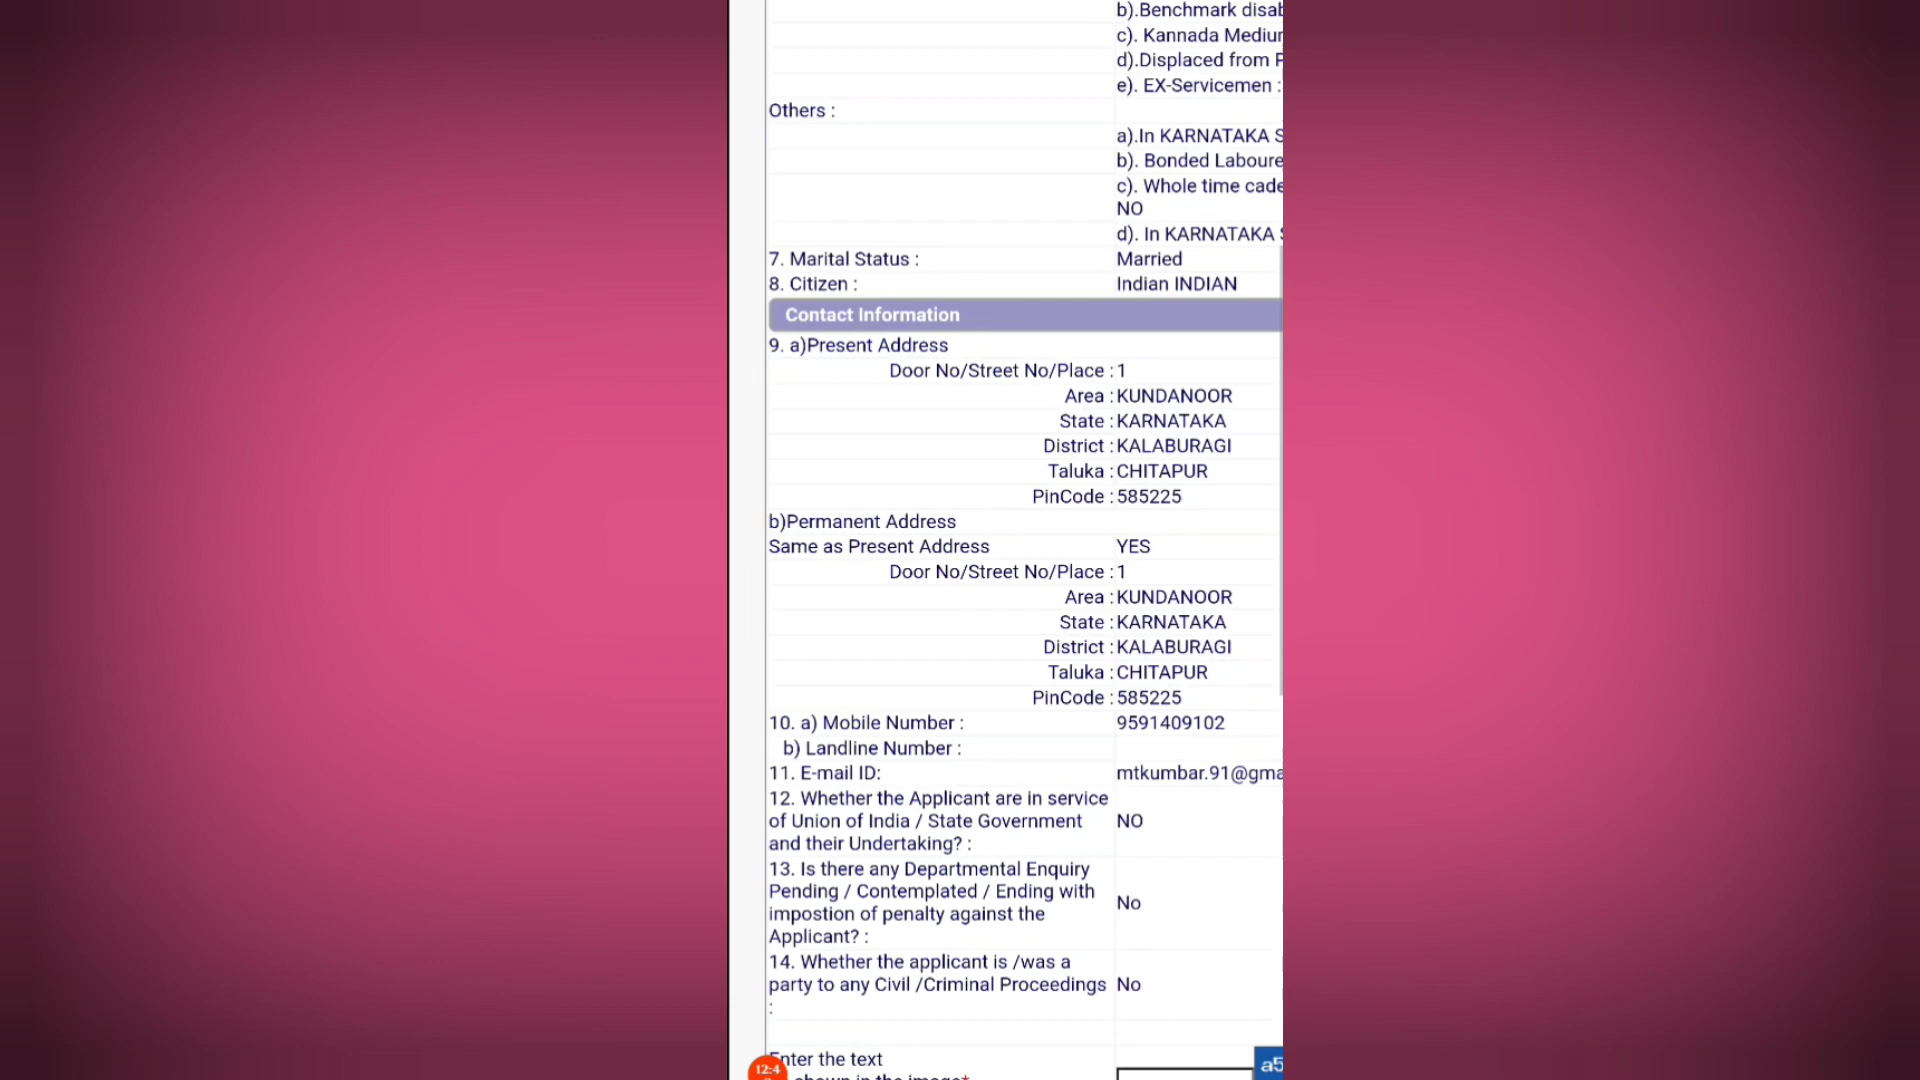 b).Benchmark
c). Kannada
d).Displaced from
e). EX-Servicemen :
Others :
a).In KARNATAKA
b). Bonded
c). Whole time
NO
d). In KARNATAKA
7. Marital Status : Married
8. Citizen : Indian INDIAN
Contact Information
9. a)Present Address
Door No/Street No/Place : 1
Area : KUNDANOOR
State : KARNATAKA
District : KALABURAGI
Taluka : CHITAPUR
PinCode : 585225
b)Permanent Address
Same as Present Address YES
Door No/Street No/Place : 1
Area : KUNDANOOR
State : KARNATAKA
District : KALABURAGI
Taluka : CHITAPUR
PinCode : 585225
10. a) Mobile Number : 9591409102
b) Landline Number :
11. E-mail ID: mtkumbar.91@gma
12. Whether the Applicant are in service
of Union of India / State Government NO
and their Undertaking? :
13. Is there any Departmental Enquiry
Pending / Contemplated / Ending with No
impostion of penalty against the
Applicant? :
14. Whether the applicant is /was a
party to any Civil /Criminal Proceedings No
:
Enter the text
12:4
a5